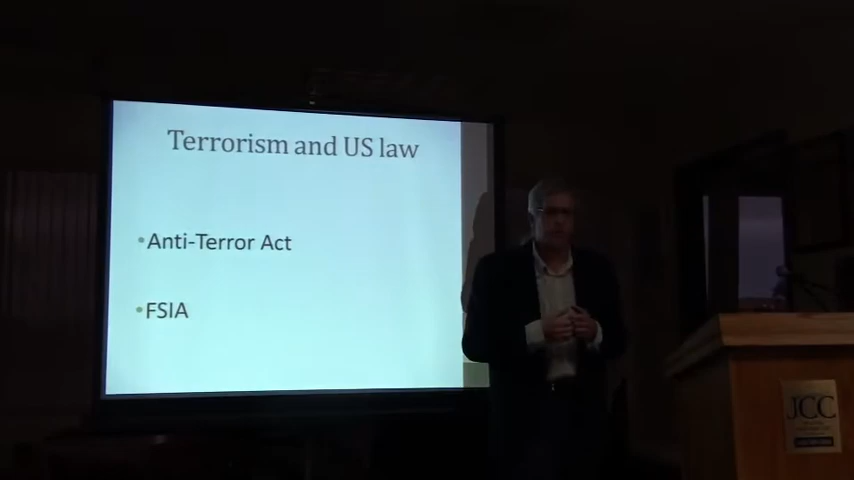 Terrorism and US law
•Anti-Terror Act
•FSIA
JCC